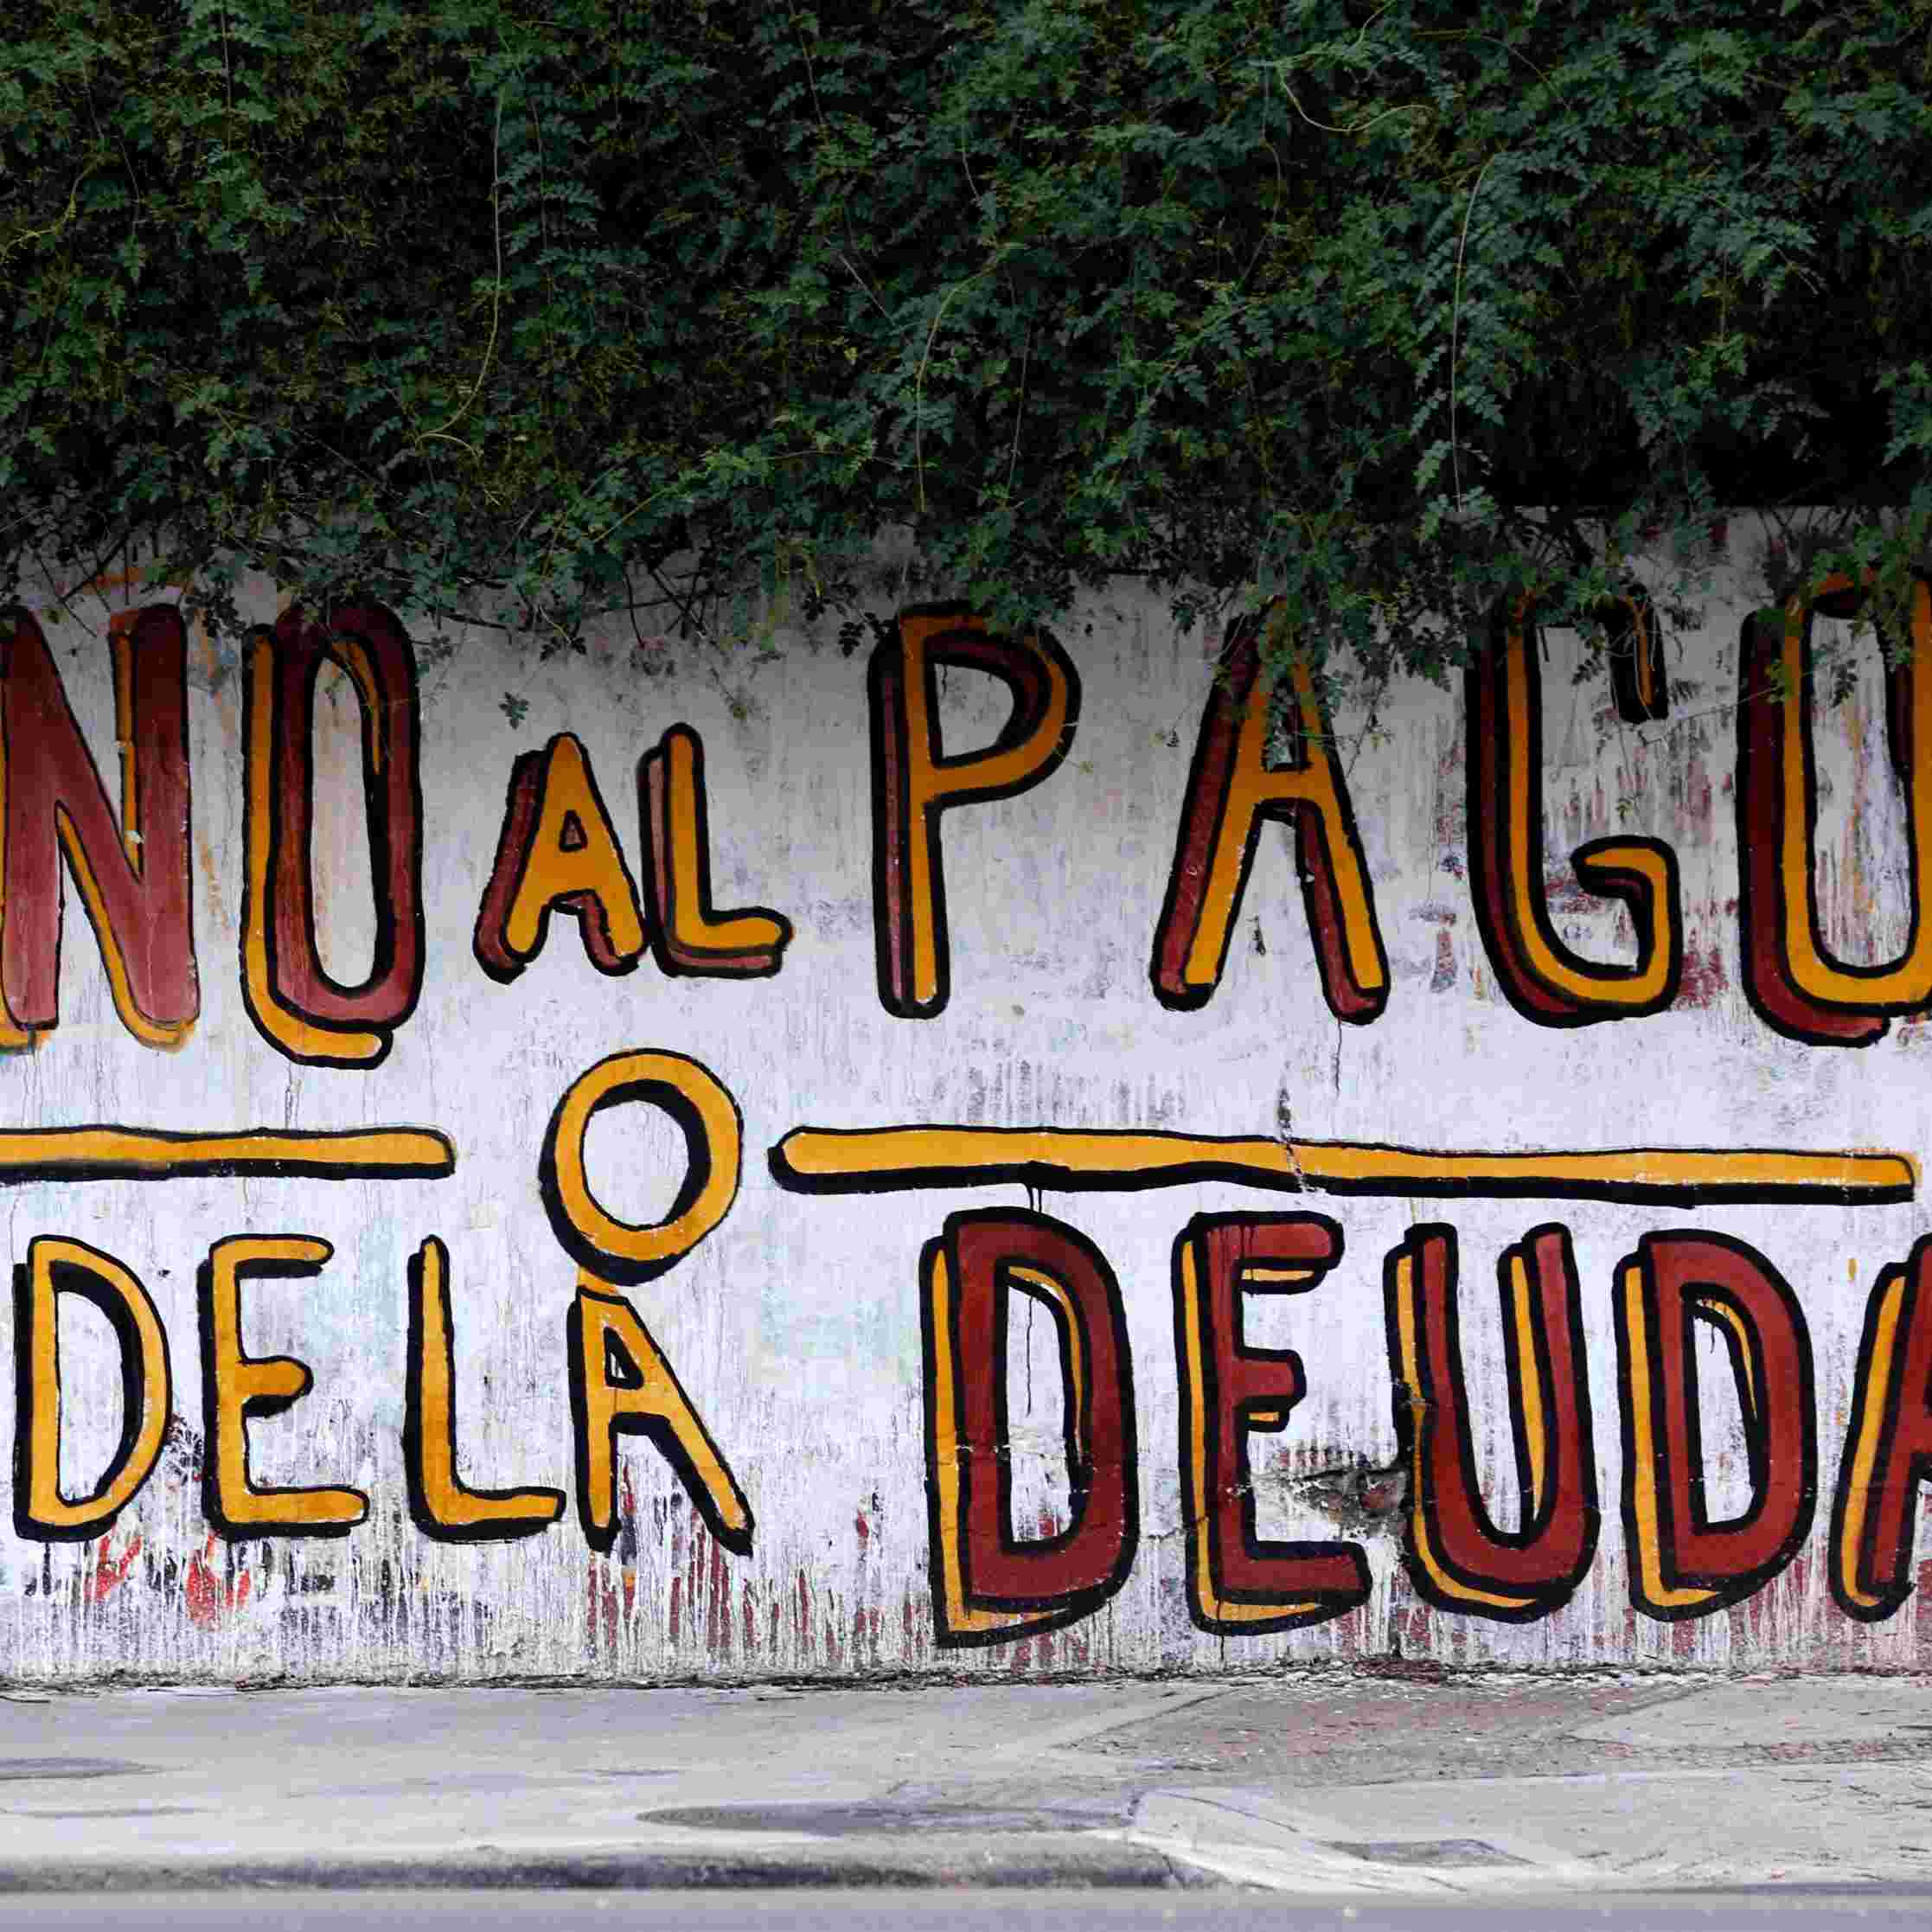 NO AL PAGO
DE LA DEUDA